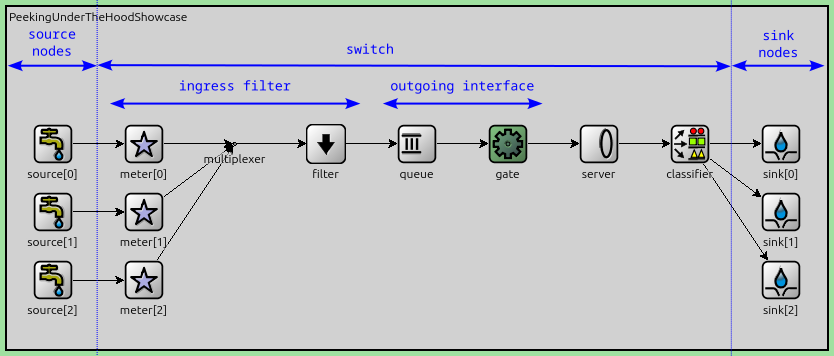 PeekingUnderTheHoodShowcase
source
nodes
switch
sink
nodes
ingress filter
outgoing interface
source[0]
meter[0]
multiplexer
filter
queue
gate
server
classifier
sink[0]
source[1]
meter[1]
sink[1]
source[2]
meter[2]
sink[2]